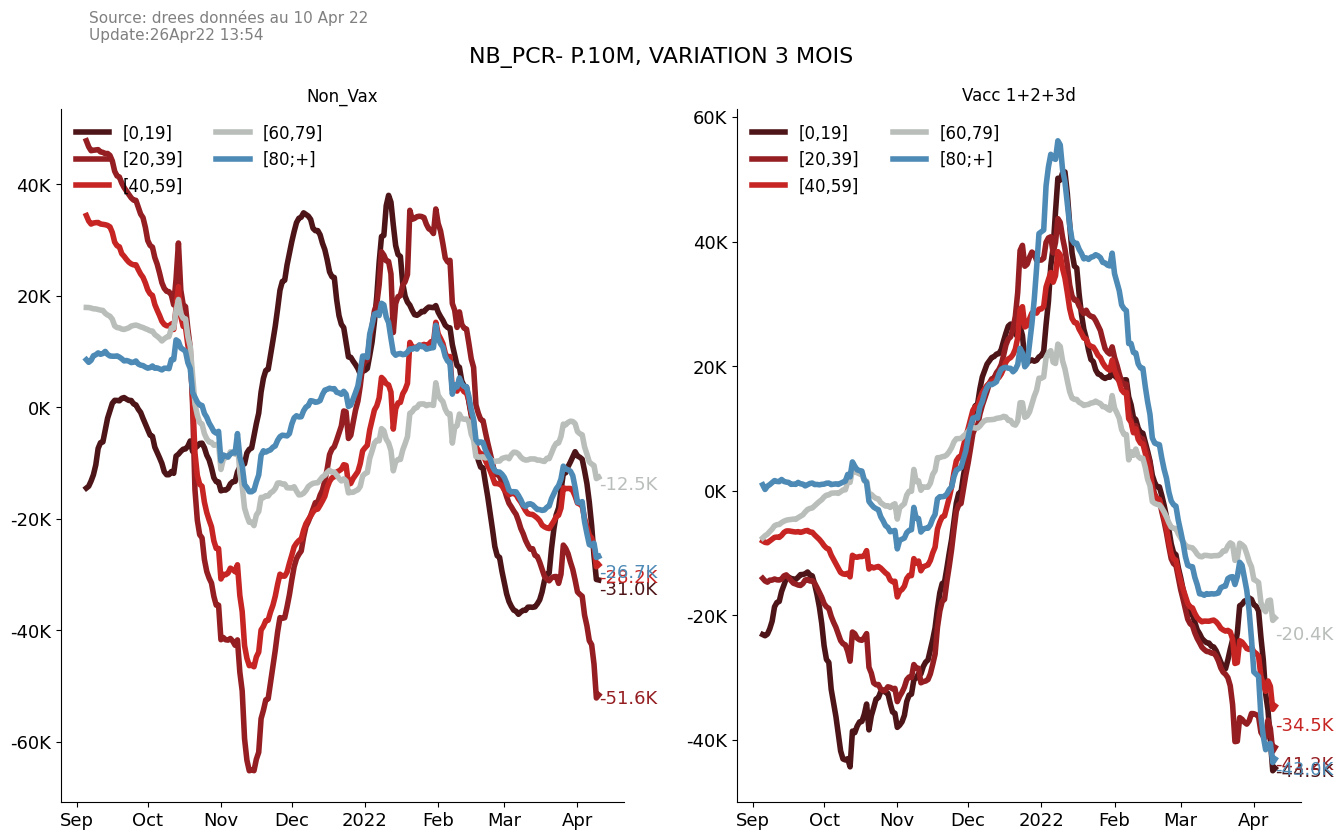 Source: drees données au 10 Apr 22
Update:26Apr22 13:54
NB_PCR- P.10M, VARIATION 3 MOIS
Non_Vax
[0,19]
[20,39]
[40,59]
[60,79]
[80;+]
40K
20K
0K
-20K
-40K
-60K
-12.5K
-26.7K
-28.2K
-31.0K
-51.6K
Sep Oct Nov Dec 2022 Feb Mar Apr
Vacc 1+2+3d
[0,19]
[20,39]
[40,59]
[60,79]
[80;+]
60K
40K
20K
0K
-20K
-40K
-20.4K
-34.5K
-41.2K
-44.5K
Sep Oct Nov Dec 2022 Feb Mar Apr